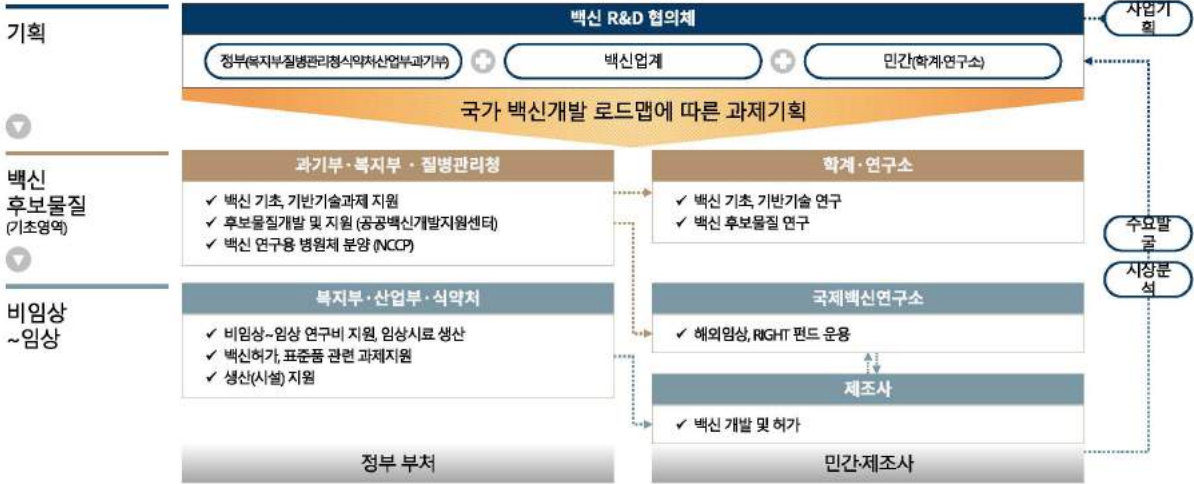 기획
백신 R&D 협의체
사업기
획
정부(복지부질병관리청식약처산업부과기부)
백신업계
민간(학계·연구소)
국가 백신개발 로드맵에 따른 과제기획
백신
후보물질
(기초영역)
과기부·복지부 · 질병관리청
✓ 백신 기초, 기반기술과제 지원
✓ 후보물질개발 및 지원 (공공백신개발지원센터)
✓ 백신 연구용 병원체 분양 (NCCP)
학계·연구소
✓ 백신 기초, 기반기술 연구
✓ 백신 후보물질 연구
수요발
굴
시장분
석
비임상
~임상
복지부·산업부·식약처
✓ 비임상~임상 연구비 지원, 임상시료 생산
✓ 백신허가, 표준품 관련 과제지원
✓ 생산(시설) 지원
국제백신연구소
✓ 해외임상, RIGHT 펀드 운용
제조사
✓ 백신 개발 및 허가
정부 부처
민간·제조사